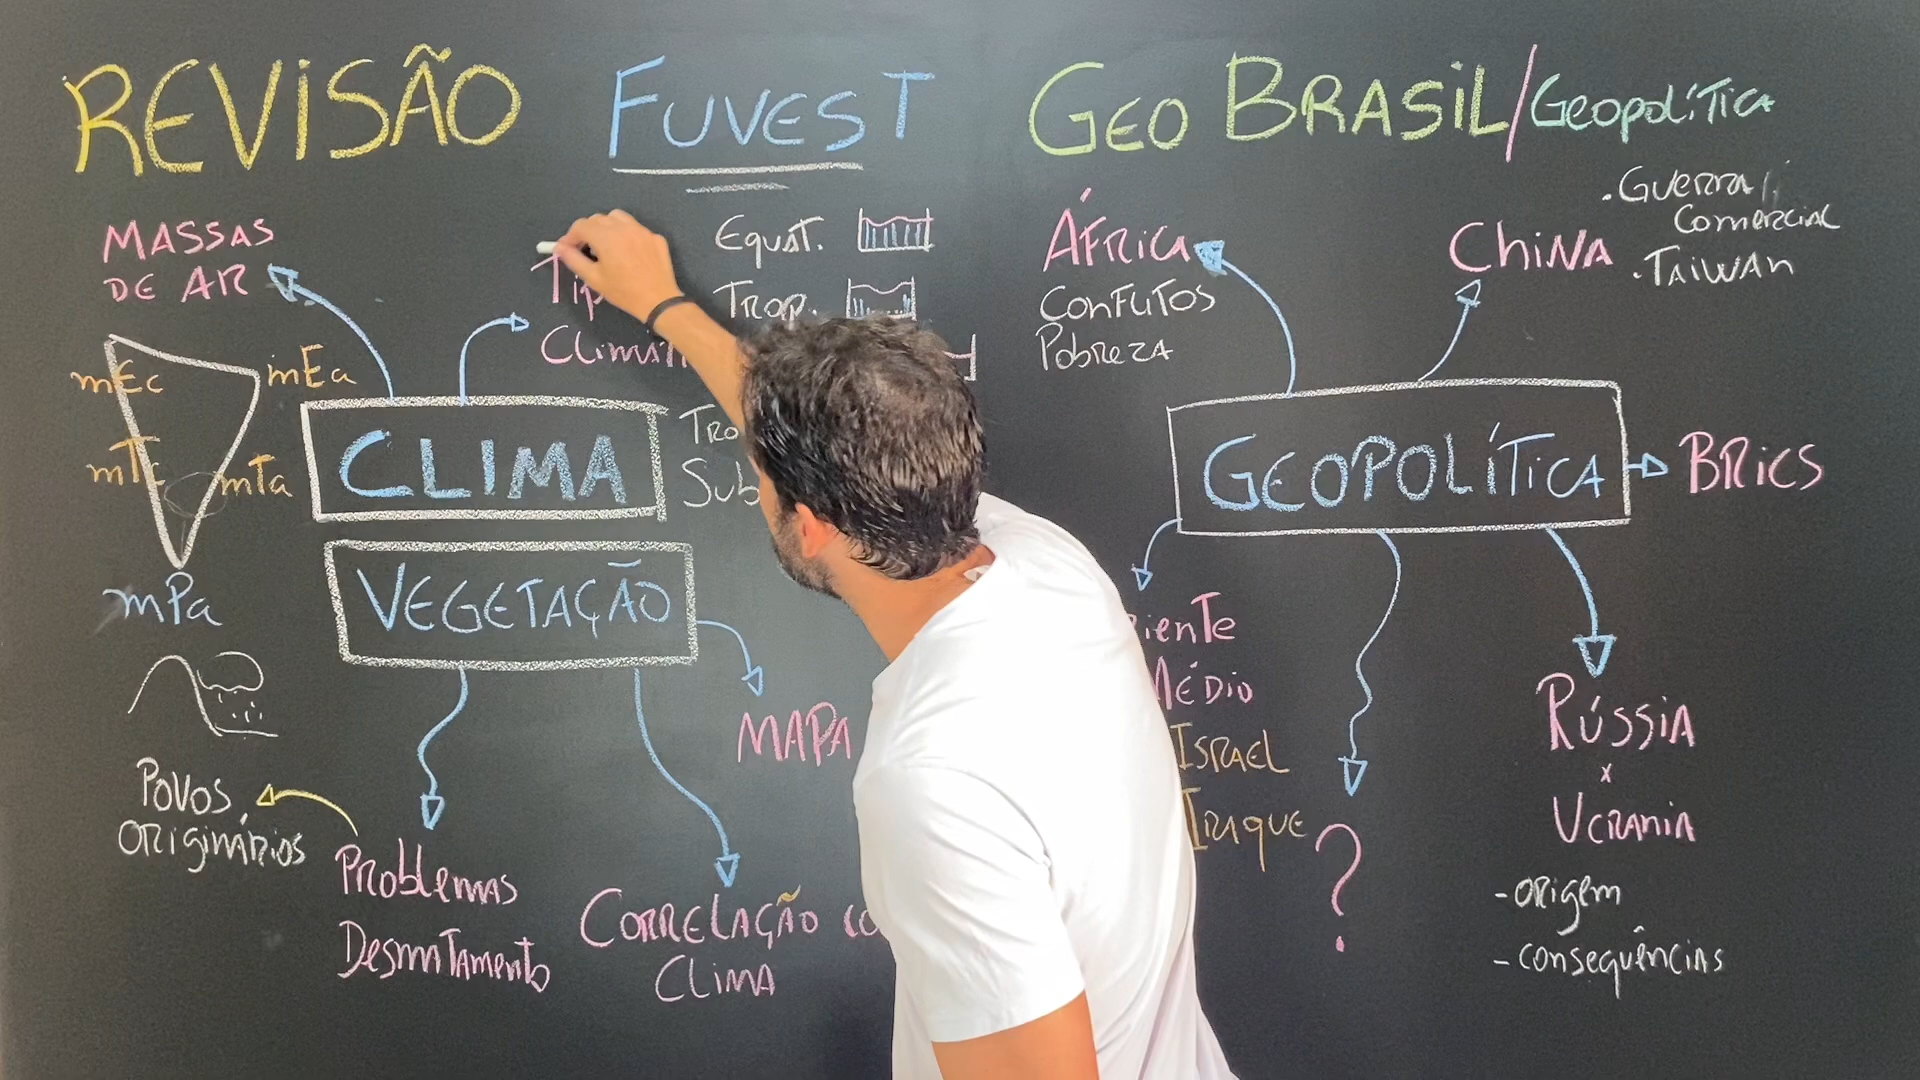 REVISÃO FUVEST GEO BRASIL/Geopolítica
MASSAS
DE AR
mEc
mEa
mTc
mTa
mPa
CLIMA
Equat.
Trop.
VEGETAÇÃO
MAPA
Povos
originários
Problemas
Desmatamento
CORRELAÇÃO
CLIMA
ÁFRICA
Conflitos
Pobreza
CHINA
.Guerra
Comercial
.TAIWAN
GEOPOLÍTICA
BRICS
ISRAEL
IRAQUE
?
RÚSSIA
x
UCRANIA
-origem
-consequências